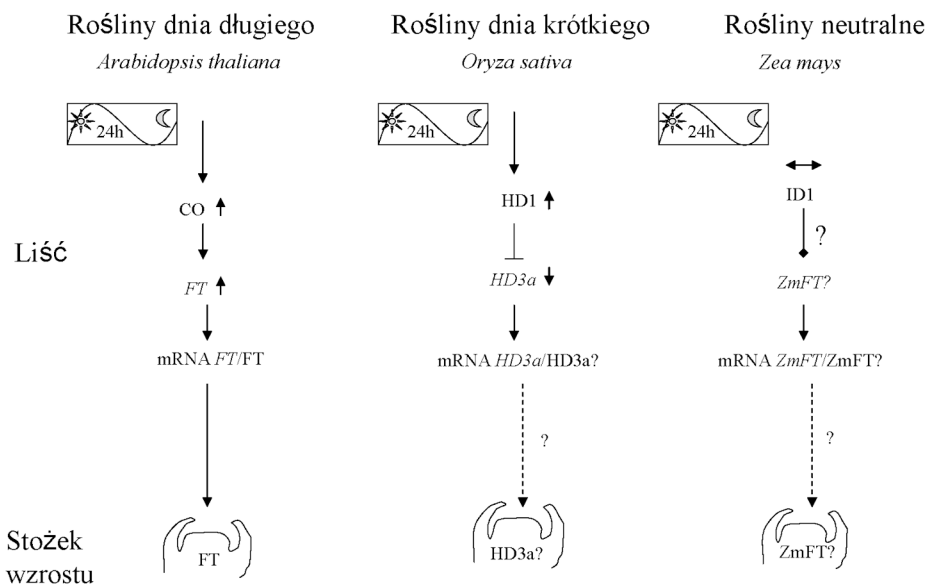 Rośliny dnia długiego Rośliny dnia krótkiego Rośliny neutralne
Arabidopsis thaliana Oryza sativa Zea mays
24h 24h 24h
CO HD1 ID1
?
Liść
FT HD3a ZmFT?
mRNA FT/FT mRNA HD3a/HD3a? mRNA ZmFT/ZmFT?
? ?
Stożek
wzrostu
FT HD3a? ZmFT?